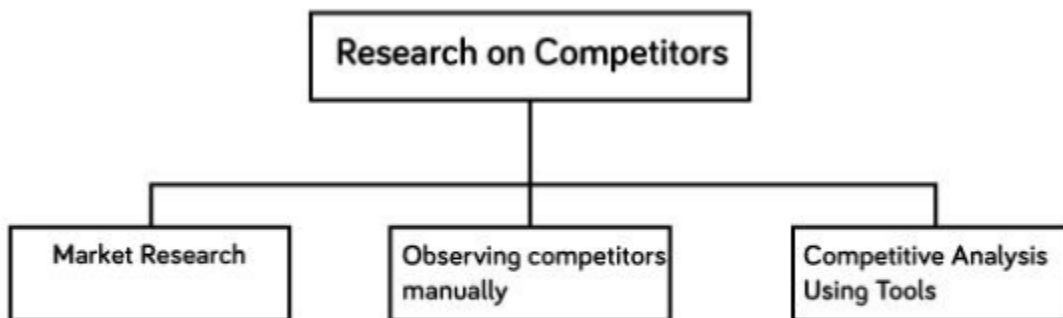 Research on Competitors
Market Research
Observing competitors
manually
Competitive Analysis
Using Tools